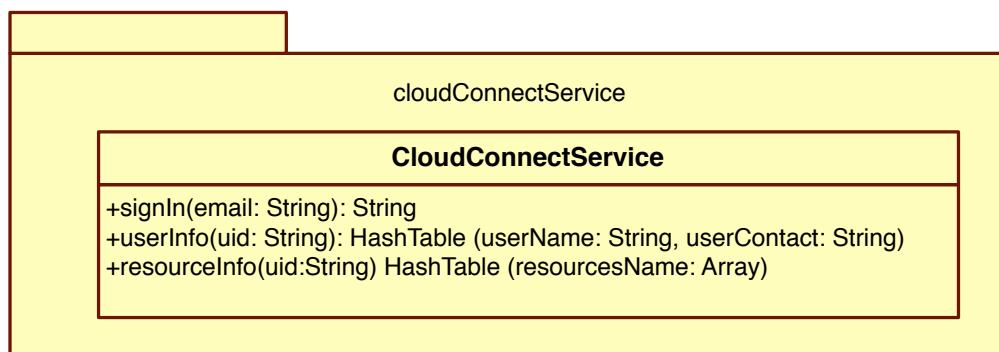 cloudConnectService
CloudConnectService
+signIn(email: String): String
+userInfo(uid: String): HashTable (userName: String, userContact: String)
+resourceInfo(uid:String) HashTable (resourcesName: Array)